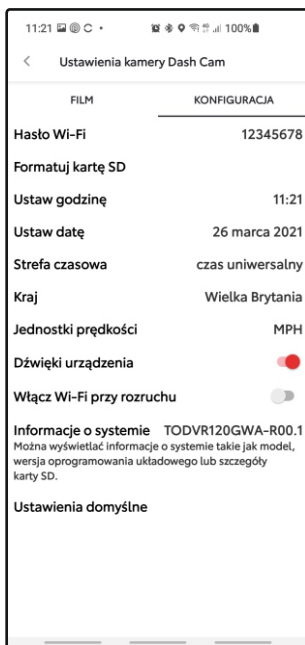 11:21 100%
Ustawienia kamery Dash Cam
FILM KONFIGURACJA
Hasło Wi-Fi 12345678
Formatuj kartę SD
Ustaw godzinę 11:21
Ustaw datę 26 marca 2021
Strefa czasowa czas uniwersalny
Kraj Wielka Brytania
Jednostki prędkości MPH
Dźwięki urządzenia
Włącz Wi-Fi przy rozruchu
Informacje o systemie TODVR120GWA-R00.1
Można wyświetlać informacje o systemie takie jak model,
wersja oprogramowania układowego lub szczegóły
karty SD.
Ustawienia domyślne